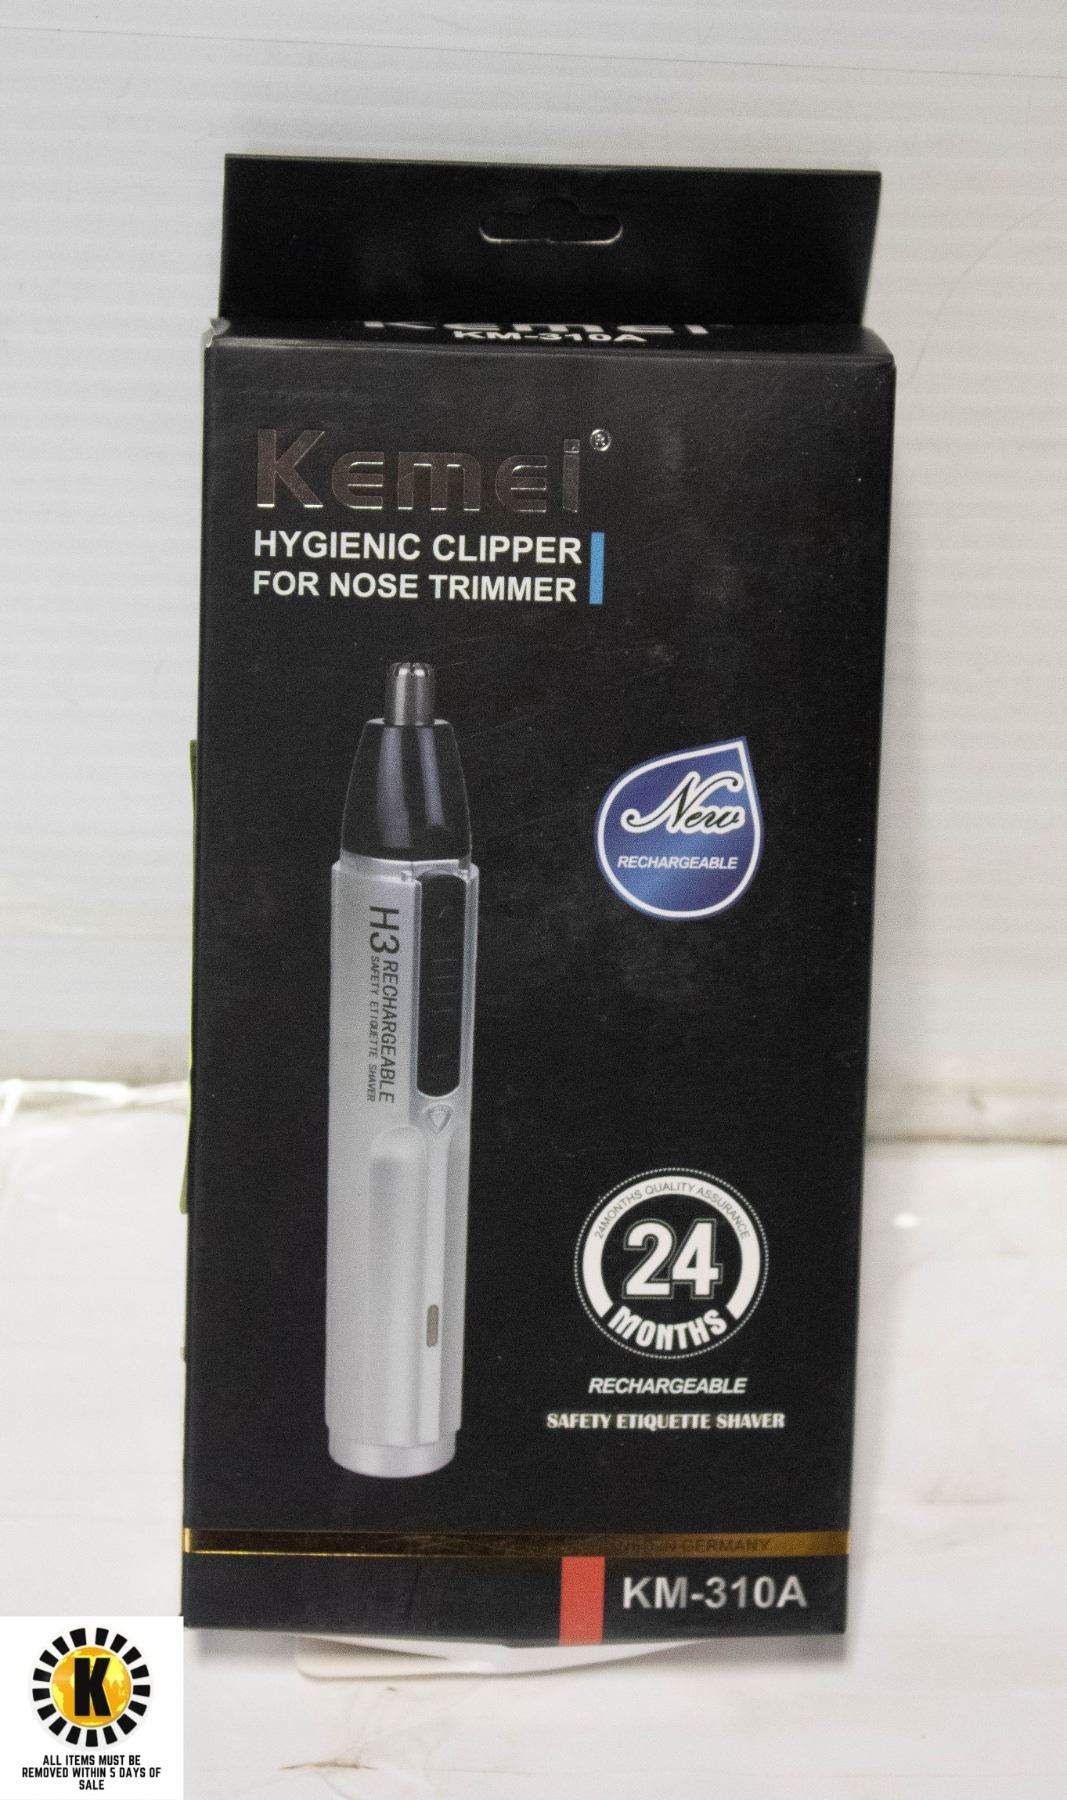 Kemei
KM-310A
Kemei®
HYGIENIC CLIPPER
FOR NOSE TRIMMER
New
RECHARGEABLE
H3 RECHARGEABLE
SAFETY ETIQUETTE SHAVER
24MONTHS QUALITY ASSURANCE
24
MONTHS
RECHARGEABLE
SAFETY ETIQUETTE SHAVER
IN GERMANY
KM-310A
K
ALL ITEMS MUST BE
REMOVED WITHIN 5 DAYS OF
SALE